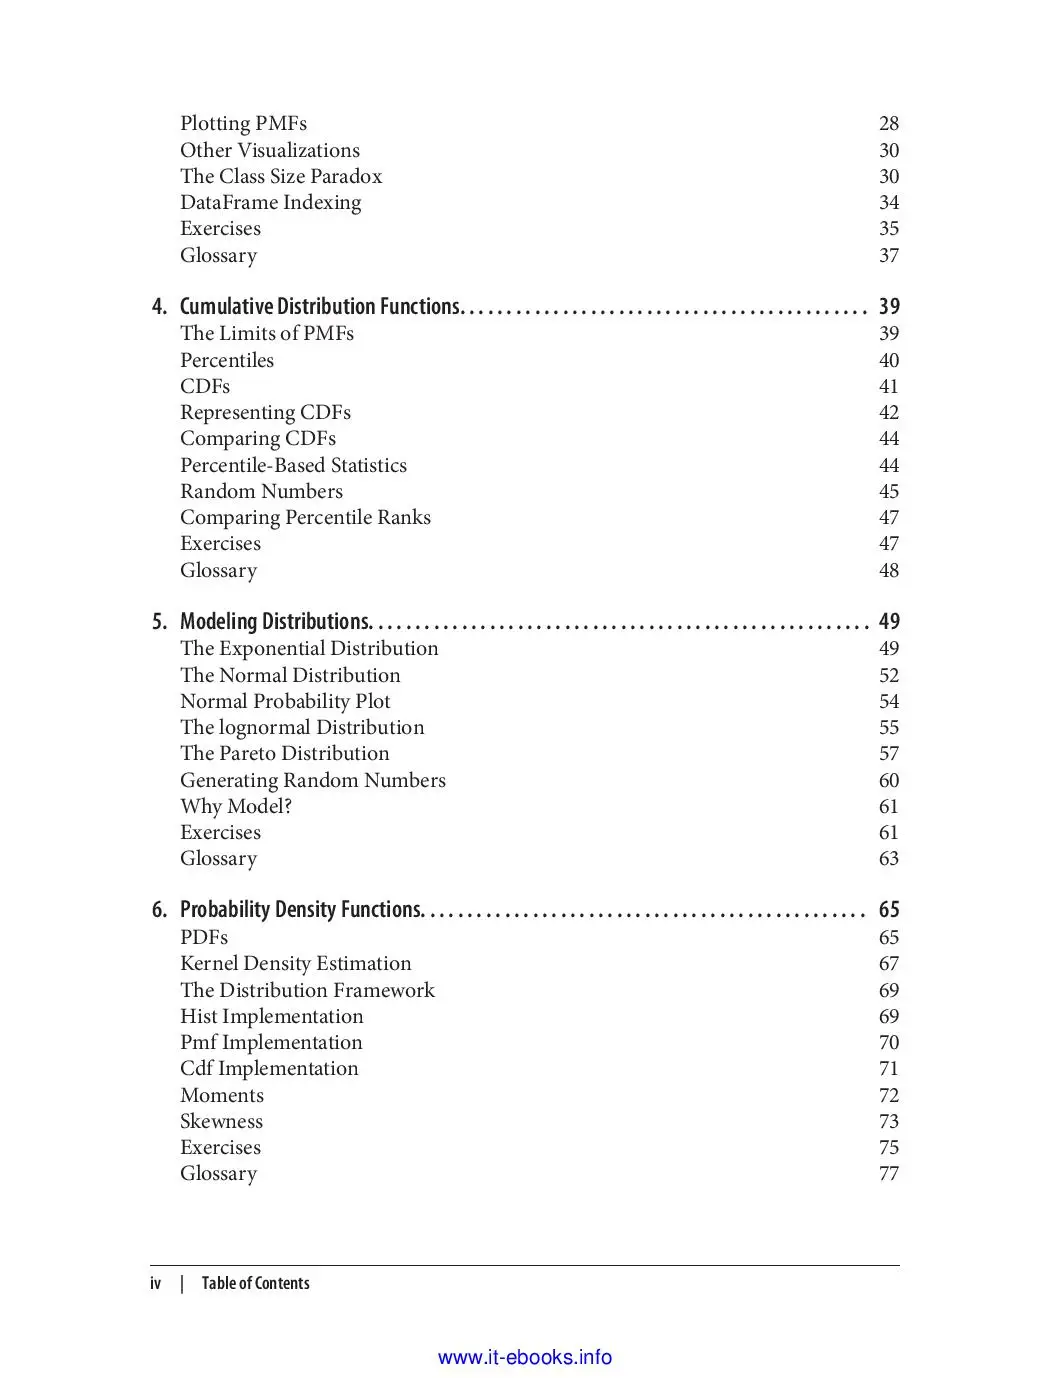 Plotting PMFs 28
Other Visualizations 30
The Class Size Paradox 30
DataFrame Indexing 34
Exercises 35
Glossary 37
4. Cumulative Distribution Functions. . . . . . . . . . . . . . . . . . . . . . . . . . . . . . . . . . . . . . . . . . . . 39
The Limits of PMFs 39
Percentiles 40
CDFs 41
Representing CDFs 42
Comparing CDFs 44
Percentile-Based Statistics 44
Random Numbers 45
Comparing Percentile Ranks 47
Exercises 47
Glossary 48
5. Modeling Distributions. . . . . . . . . . . . . . . . . . . . . . . . . . . . . . . . . . . . . . . . . . . . . . . . . . . . . . 49
The Exponential Distribution 49
The Normal Distribution 52
Normal Probability Plot 54
The lognormal Distribution 55
The Pareto Distribution 57
Generating Random Numbers 60
Why Model? 61
Exercises 61
Glossary 63
6. Probability Density Functions. . . . . . . . . . . . . . . . . . . . . . . . . . . . . . . . . . . . . . . . . . . . . . . . 65
PDFs 65
Kernel Density Estimation 67
The Distribution Framework 69
Hist Implementation 69
Pmf Implementation 70
Cdf Implementation 71
Moments 72
Skewness 73
Exercises 75
Glossary 77
iv | Table of Contents
www.it-ebooks.info